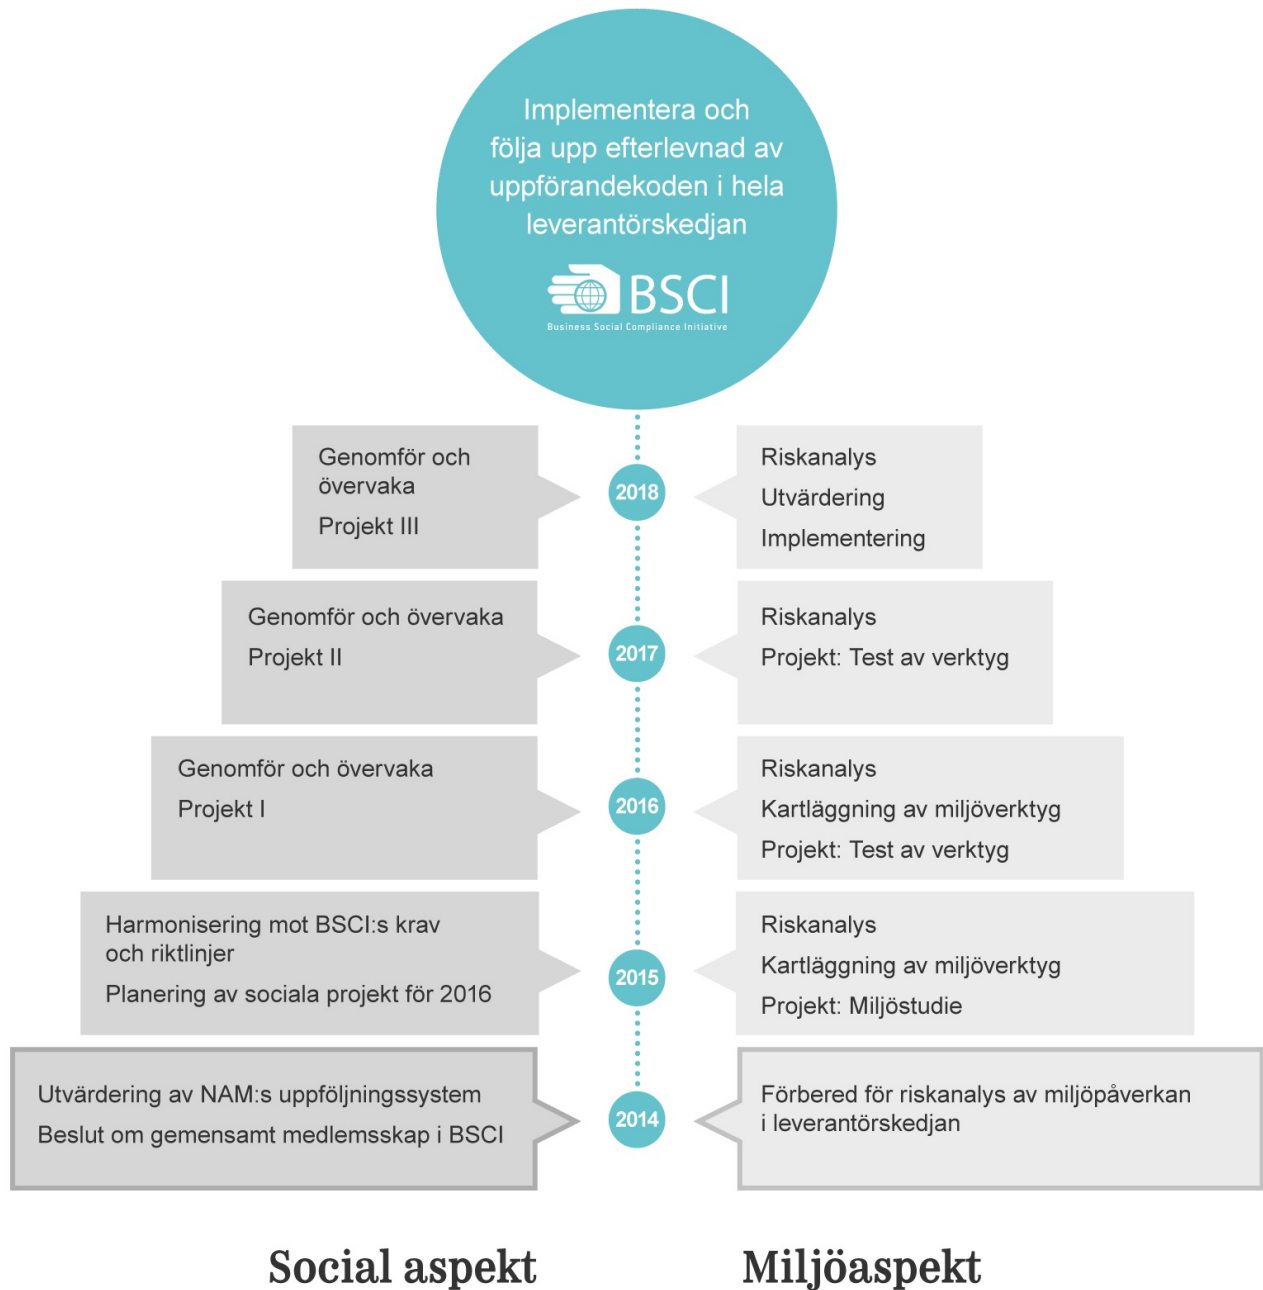 Implementera och
följa upp efterlevnad av
uppförandekoden i hela
leverantörskedjan
BSCI
Business Social Compliance Initiative
Genomför och
övervaka
Projekt III
2018
Riskanalys
Utvärdering
Implementering
Genomför och övervaka
Projekt II
2017
Riskanalys
Projekt: Test av verktyg
Genomför och övervaka
Projekt I
2016
Riskanalys
Kartläggning av miljöverktyg
Projekt: Test av verktyg
Harmonisering mot BSCI:s krav
och riktlinjer
Planering av sociala projekt för 2016
2015
Riskanalys
Kartläggning av miljöverktyg
Projekt: Miljöstudie
Utvärdering av NAM:s uppföljningssystem
Beslut om gemensamt medlemsskap i BSCI
2014
Förbered för riskanalys av miljöpåverkan
i leverantörskedjan
Social aspekt
Miljöaspekt